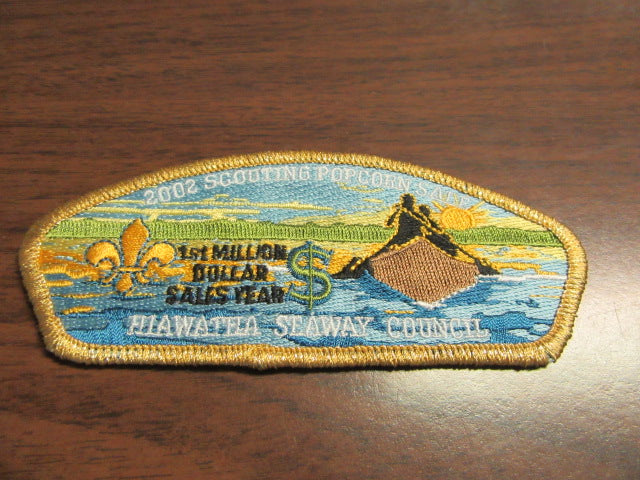 2002 SCOUTING POPCORN SALE
1st MILLION
DOLLAR
SALES YEAR
$
HIAWATHA SEAWAY COUNCIL